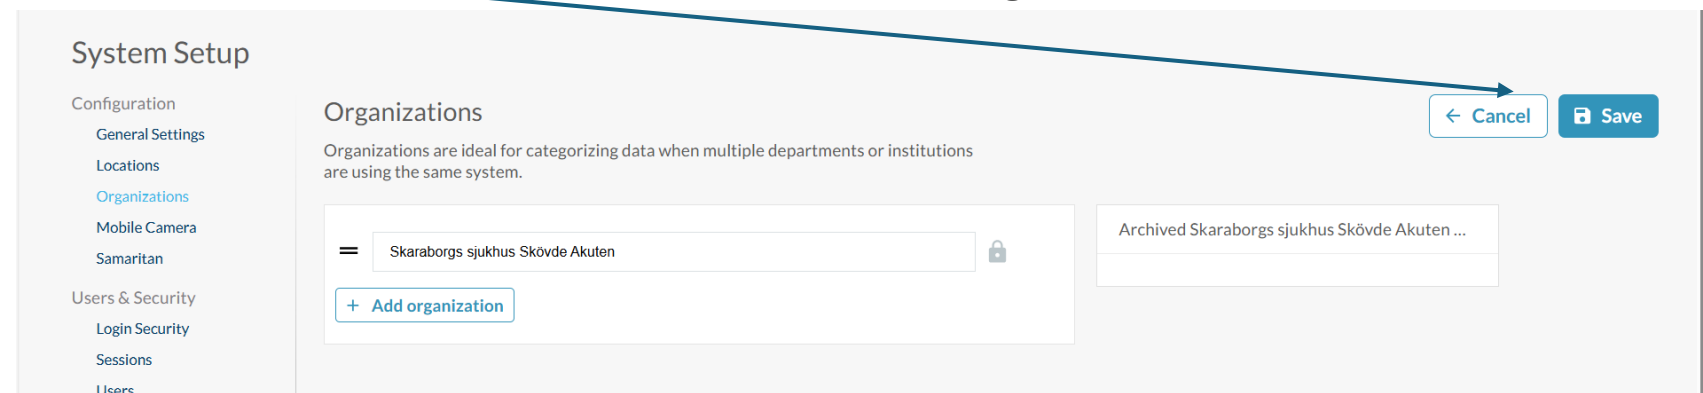 System Setup
Configuration
General Settings
Locations
Organizations
Mobile Camera
Samaritan
Users & Security
Login Security
Sessions
Users
Organizations
Organizations are ideal for categorizing data when multiple departments or institutions
are using the same system.
Cancel
Save
Skaraborgs sjukhus Skövde Akuten
+ Add organization
Archived Skaraborgs sjukhus Skövde Akuten ...